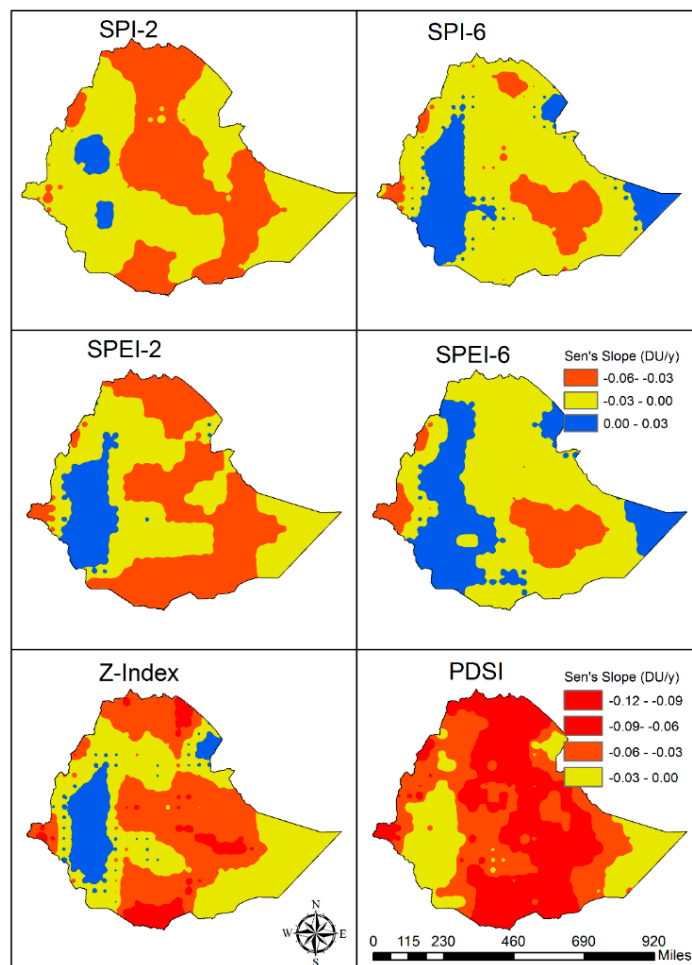 SPI-2
SPI-6
SPEI-2
SPEI-6
Sen's Slope (DU/y)
-0.06- -0.03
-0.03 - 0.00
0.00 - 0.03
Z-Index
PDSI
Sen's Slope (DU/y)
-0.12 - -0.09
-0.09- -0.06
-0.06 - -0.03
-0.03 - 0.00
N
W E
S
0 115 230 460 690 920
Miles